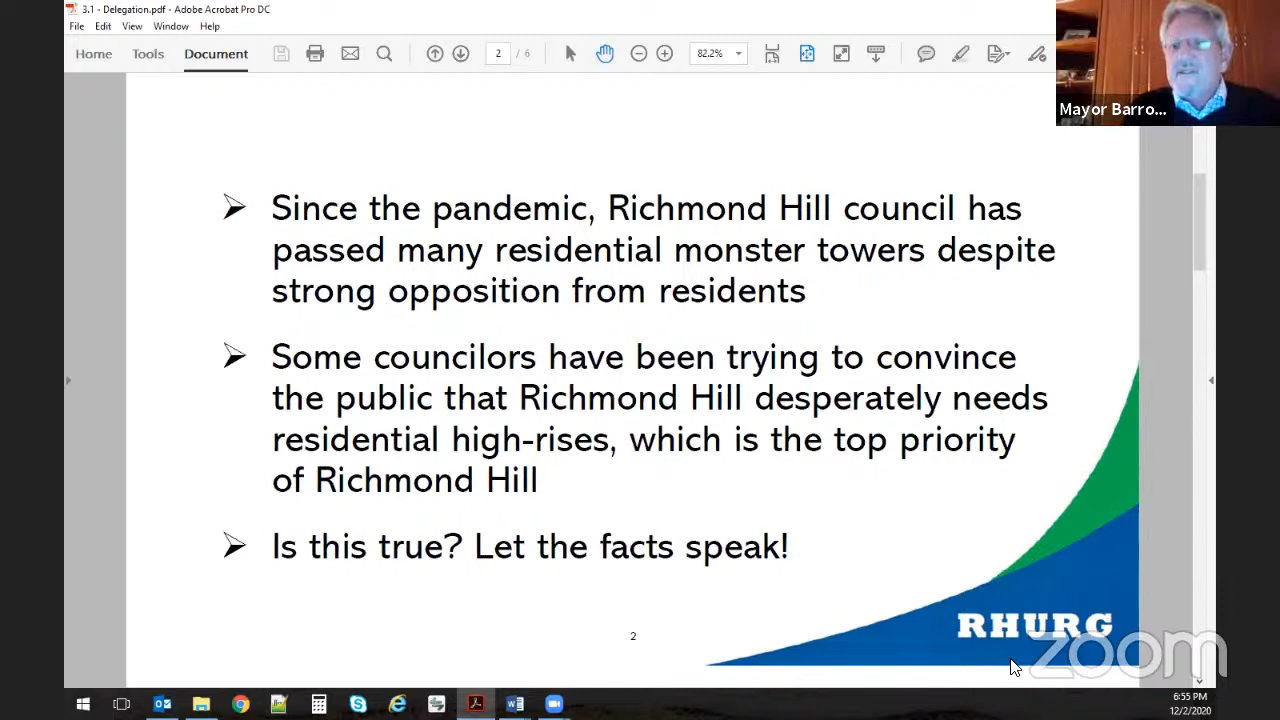 3.1 - Delegation.pdf - Adobe Acrobat Pro DC
File Edit View Window Help
Home Tools Document
2 / 6
82.2%
Mayor Barro...
Since the pandemic, Richmond Hill council has
passed many residential monster towers despite
strong opposition from residents
Some councilors have been trying to convince
the public that Richmond Hill desperately needs
residential high-rises, which is the top priority
of Richmond Hill
Is this true? Let the facts speak!
RHURG
2
zoom
6:55 PM
12/2/2020